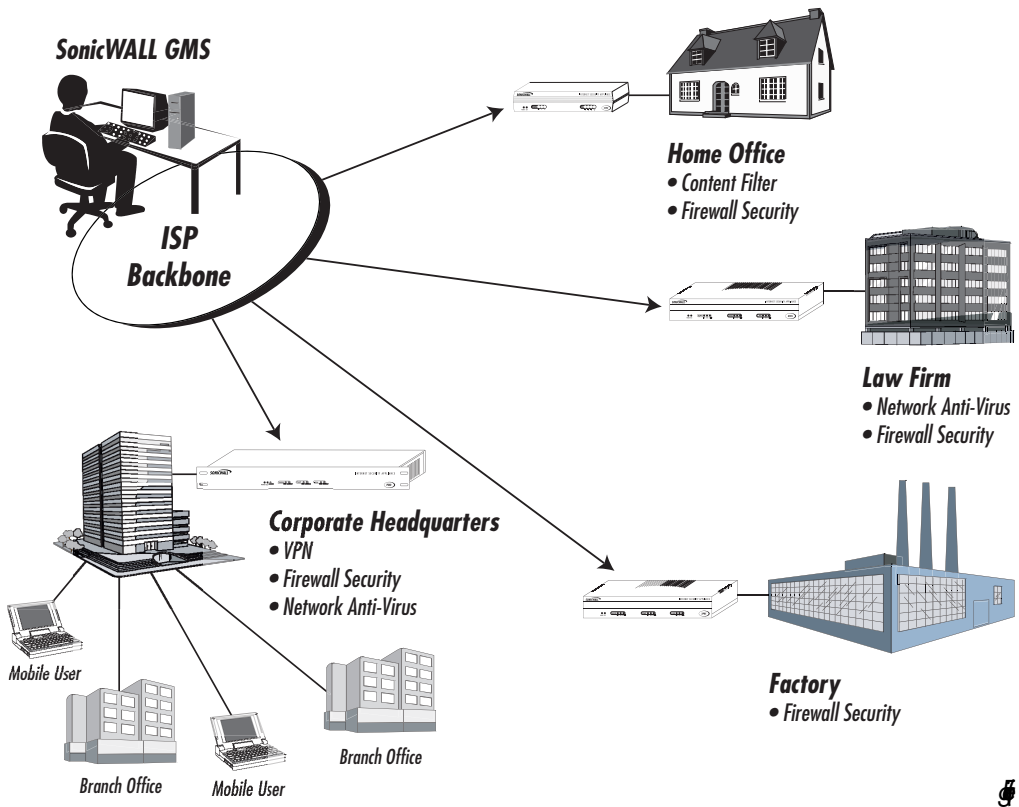 SonicWALL GMS
ISP
Backbone
Home Office
• Content Filter
• Firewall Security
Law Firm
• Network Anti-Virus
• Firewall Security
SONICWALL
Corporate Headquarters
• VPN
• Firewall Security
• Network Anti-Virus
Mobile User
Branch Office
Mobile User
Branch Office
Factory
• Firewall Security